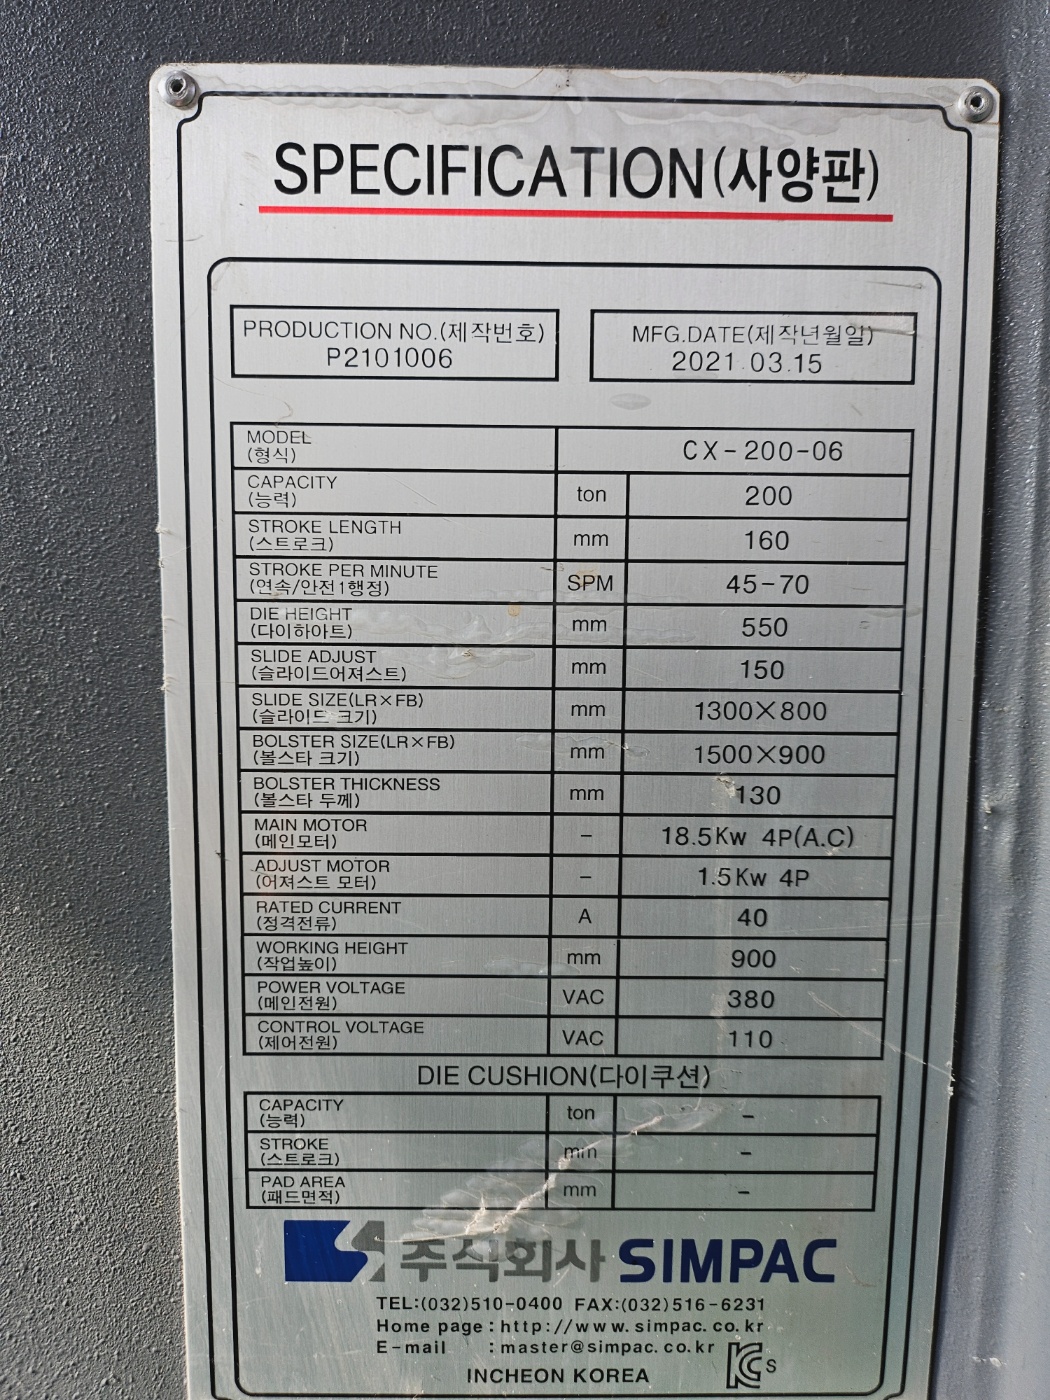 SPECIFICATION(사양판)
PRODUCTION NO.(제작번호)
P2101006
MFG.DATE(제작년월일)
2021.03.15
MODEL
(형식)
CX-200-06
CAPACITY
(능력)
ton
200
STROKE LENGTH
(스트로크)
mm
160
STROKE PER MINUTE
(연속/안전1행정)
SPM
45-70
DIE HEIGHT
(다이하아트)
mm
550
SLIDE ADJUST
(슬라이드어져스트)
mm
150
SLIDE SIZE(LR×FB)
(슬라이드 크기)
mm
1300×800
BOLSTER SIZE(LR×FB)
(볼스타 크기)
mm
1500×900
BOLSTER THICKNESS
(볼스타 두께)
mm
130
MAIN MOTOR
(메인모터)
-
18.5Kw 4P(A.C)
ADJUST MOTOR
(어져스트 모터)
-
1.5Kw 4P
RATED CURRENT
(정격전류)
A
40
WORKING HEIGHT
(작업높이)
mm
900
POWER VOLTAGE
(메인전원)
VAC
380
CONTROL VOLTAGE
(제어전원)
VAC
110
DIE CUSHION(다이쿠션)
CAPACITY
(능력)
ton
-
STROKE
(스트로크)
mm
-
PAD AREA
(패드면적)
mm
-
주식회사 SIMPAC
TEL:(032)510-0400 FAX:(032)516-6231
Home page : http://www.simpac.co.kr
E-mail : master@simpac.co.kr
INCHEON KOREA
KC s